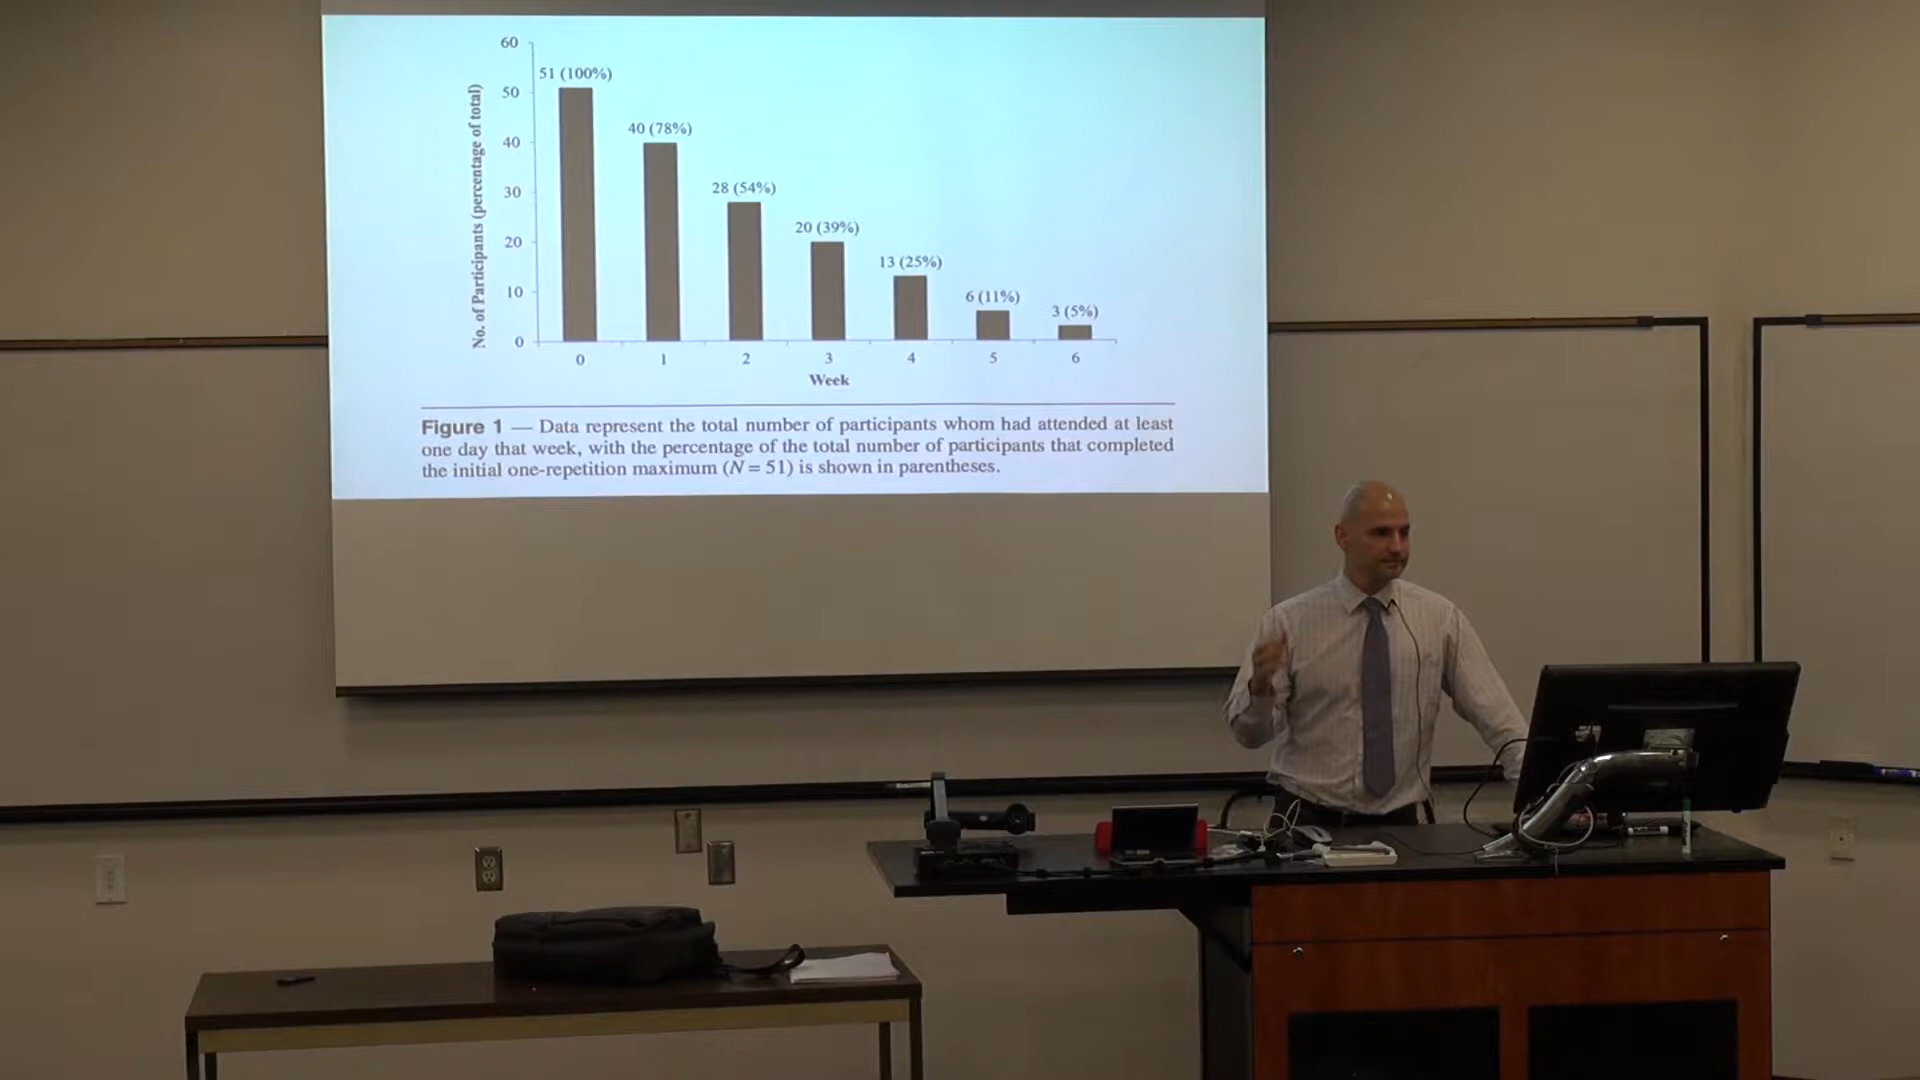 60
51 (100%)
50
40 (78%)
40
30
28 (54%)
20 (39%)
20
13 (25%)
10
6 (11%)
3 (5%)
0
No. of Participants (percentage of total)
0 1 2 3 4 5 6
Week
Figure 1 — Data represent the total number of participants whom had attended at least
one day that week, with the percentage of the total number of participants that completed
the initial one-repetition maximum (N = 51) is shown in parentheses.